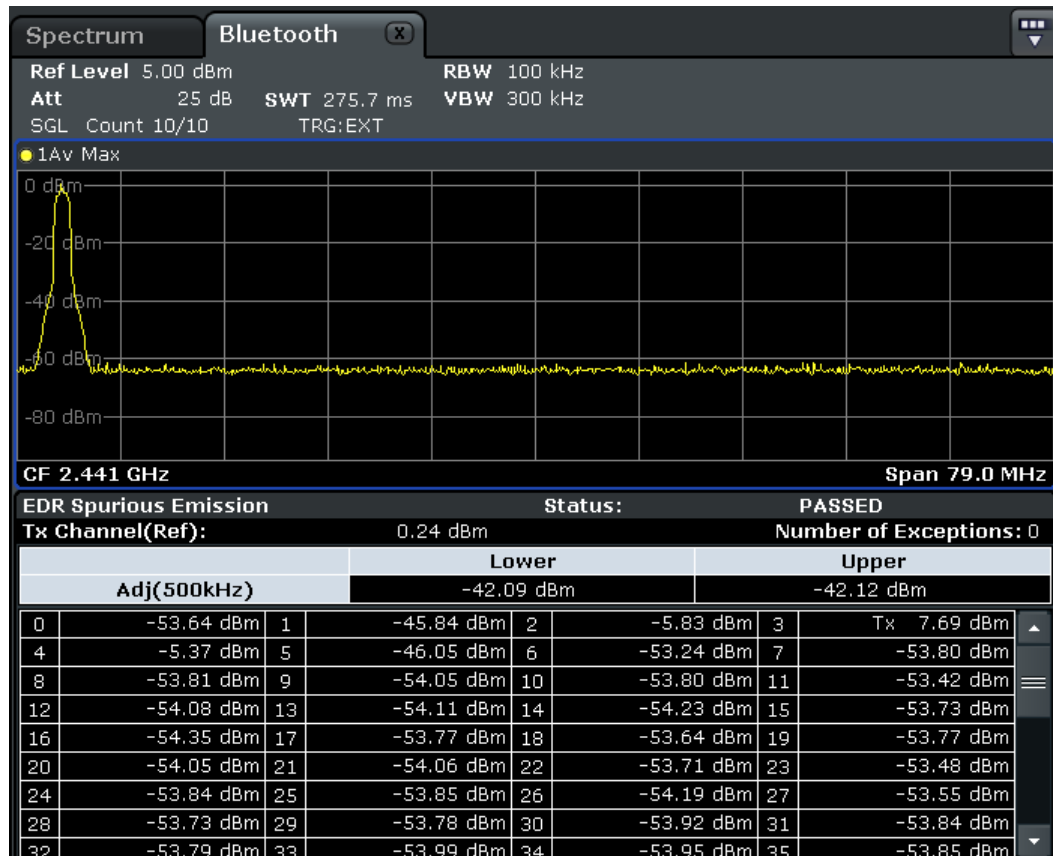 Spectrum Bluetooth X
Ref Level 5.00 dBm RBW 100 kHz
Att 25 dB SWT 275.7 ms VBW 300 kHz
SGL Count 10/10 TRG:EXT
1Av Max
0 dBm
-20 dBm
-40 dBm
-60 dBm
-80 dBm
CF 2.441 GHz Span 79.0 MHz
EDR Spurious Emission Status: PASSED
Tx Channel(Ref): 0.24 dBm Number of Exceptions: 0
Lower Upper
Adj(500kHz) -42.09 dBm -42.12 dBm
0 -53.64 dBm 1 -45.84 dBm 2 -5.83 dBm 3 Tx 7.69 dBm
4 -5.37 dBm 5 -46.05 dBm 6 -53.24 dBm 7 -53.80 dBm
8 -53.81 dBm 9 -54.05 dBm 10 -53.80 dBm 11 -53.42 dBm
12 -54.08 dBm 13 -54.11 dBm 14 -54.23 dBm 15 -53.73 dBm
16 -54.35 dBm 17 -53.77 dBm 18 -53.64 dBm 19 -53.77 dBm
20 -54.05 dBm 21 -54.06 dBm 22 -53.71 dBm 23 -53.48 dBm
24 -53.84 dBm 25 -53.85 dBm 26 -54.19 dBm 27 -53.55 dBm
28 -53.73 dBm 29 -53.78 dBm 30 -53.92 dBm 31 -53.84 dBm
32 -53.79 dBm 33 -53.99 dBm 34 -53.95 dBm 35 -53.85 dBm